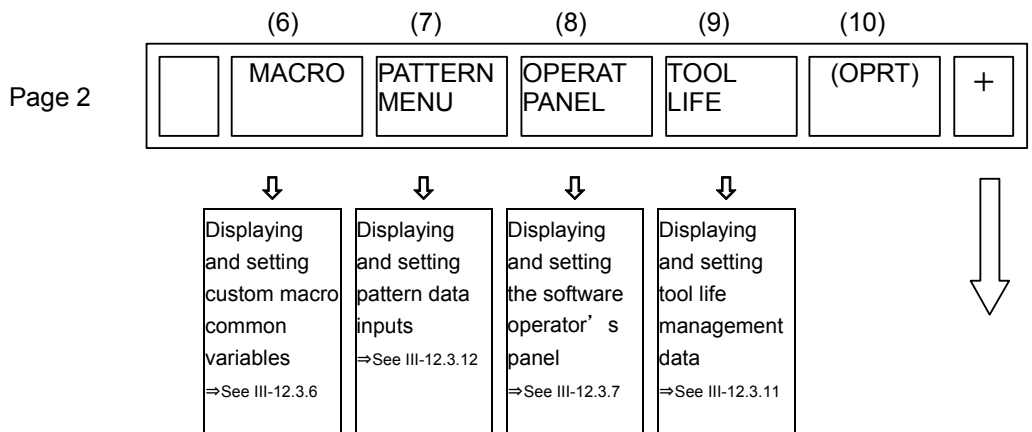 (6) (7) (8) (9) (10)
Page 2
MACRO
PATTERN
MENU
OPERAT
PANEL
TOOL
LIFE
(OPRT)
+
Displaying
and setting
custom macro
common
variables
⇒See III-12.3.6
Displaying
and setting
pattern data
inputs
⇒See III-12.3.12
Displaying
and setting
the software
operator’s
panel
⇒See III-12.3.7
Displaying
and setting
tool life
management
data
⇒See III-12.3.11